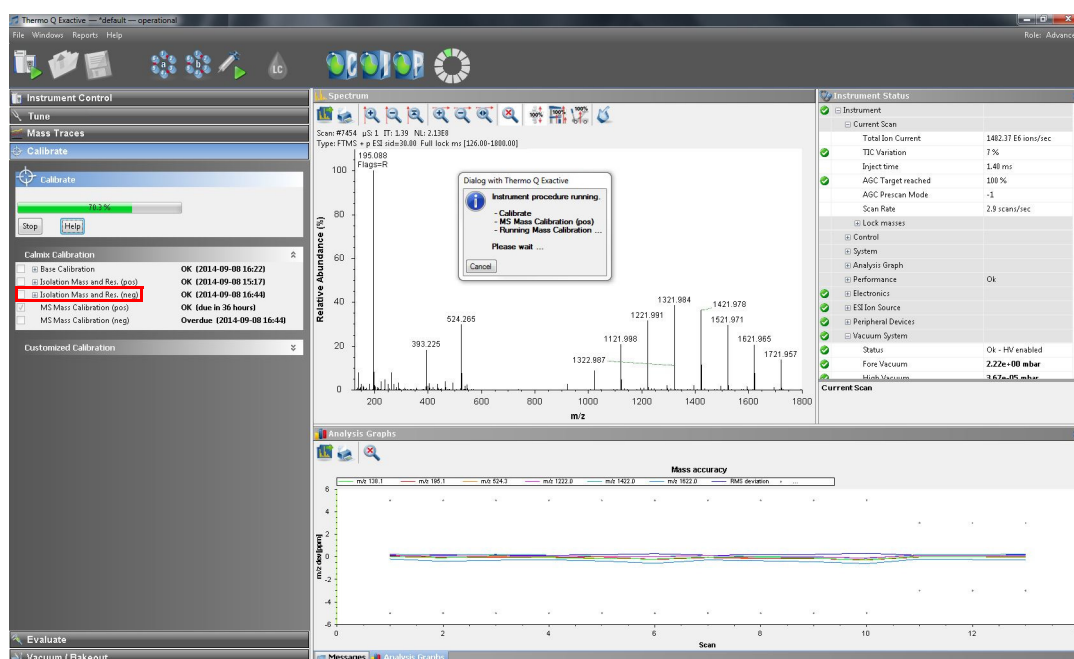 Thermo Q Exactive — *default — operational
File Windows Reports Help
Role: Advance
a
b
LC
Instrument Control
Tune
Mass Traces
Calibrate
Calibrate
70.3 %
Stop
Help
Calmix Calibration
Base Calibration OK (2014-09-08 16:22)
Isolation Mass and Res. (pos) OK (2014-09-08 15:17)
Isolation Mass and Res. (neg) OK (2014-09-08 16:44)
MS Mass Calibration (pos) OK (due in 36 hours)
MS Mass Calibration (neg) Overdue (2014-09-08 16:44)
Customized Calibration
Evaluate
Vacuum / Bakeout
Spectrum
100% 100% 100%
Scan: #7454 µS: 1 IT: 1.39 NL: 2.13E8
Type: FTMS + p ESI sid=30.00 Full lock ms [126.00-1800.00]
195.088
Flags=R
393.225
524.265
1121.998
1221.991
1321.984
1322.987
1421.978
1521.971
1621.965
1721.957
Relative Abundance (%)
100
80
60
40
20
0
200 400 600 800 1000 1200 1400 1600 1800
m/z
Dialog with Thermo Q Exactive
Instrument procedure running.
- Calibrate
- MS Mass Calibration (pos)
- Running Mass Calibration ...
Please wait ...
Cancel
Analysis Graphs
Mass accuracy
m/z 138.1 m/z 195.1 m/z 524.3 m/z 1222.0 m/z 1422.0 m/z 1622.0 RMS deviation ...
m/z dev [ppm]
6
4
2
0
-2
-4
-6
0 2 4 6 8 10 12
Scan
Messages Analysis Graphs
Instrument Status
Instrument
Current Scan
Total Ion Current 1482.37 E6 ions/sec
TIC Variation 7 %
Inject time 1.40 ms
AGC Target reached 100 %
AGC Prescan Mode -1
Scan Rate 2.9 scans/sec
Lock masses
Control
System
Analysis Graph
Performance Ok
Electronics
ESI Ion Source
Peripheral Devices
Vacuum System
Status Ok - HV enabled
Fore Vacuum 2.22e+00 mbar
High Vacuum 3.67e-05 mbar
Current Scan